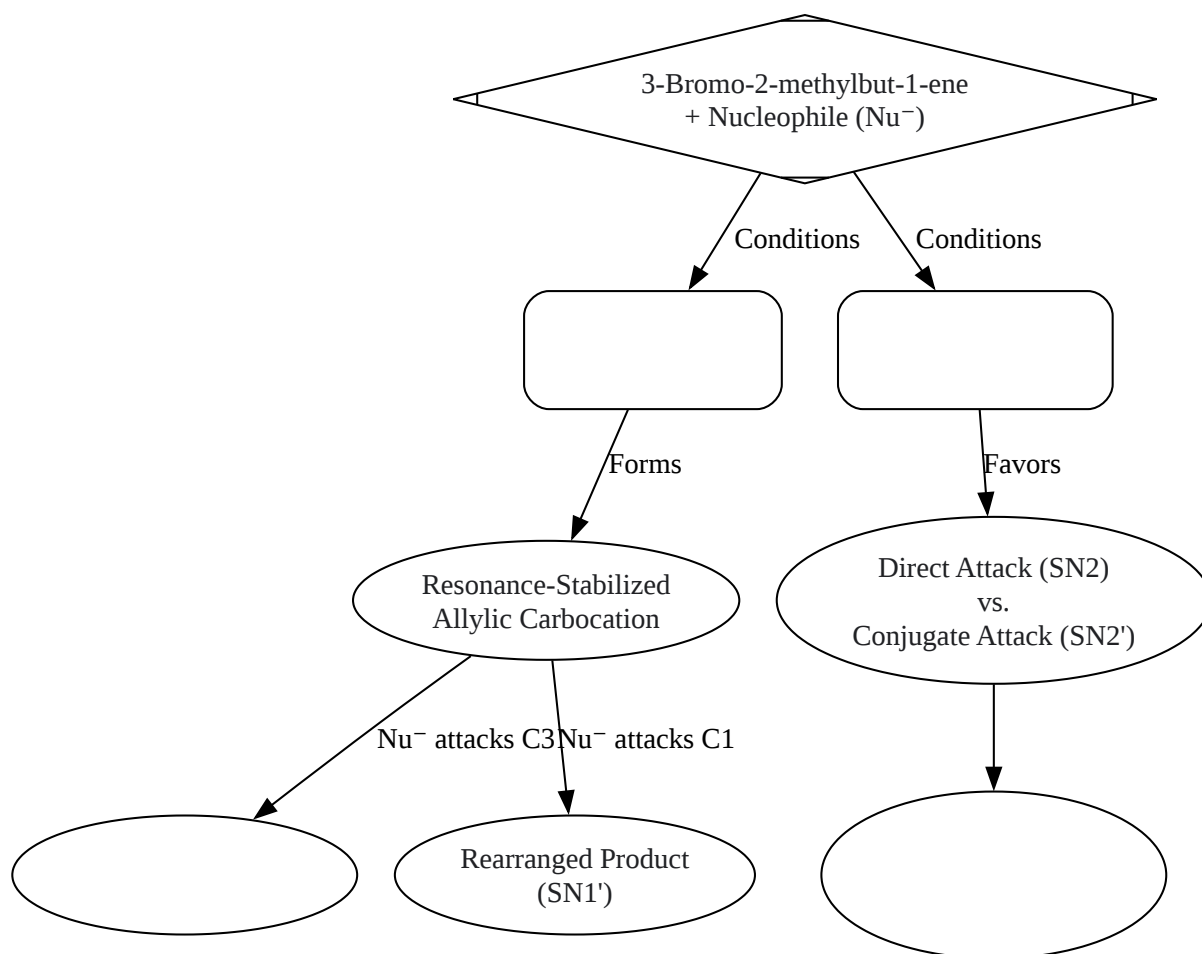 3-Bromo-2-methylbut-1-ene
+ Nucleophile (Nu⁻)
Conditions
Conditions
Forms
Favors
Resonance-Stabilized
Allylic Carbocation
Direct Attack (SN2)
vs.
Conjugate Attack (SN2')
Nu⁻ attacks C3
Nu⁻ attacks C1
Rearranged Product
(SN1')